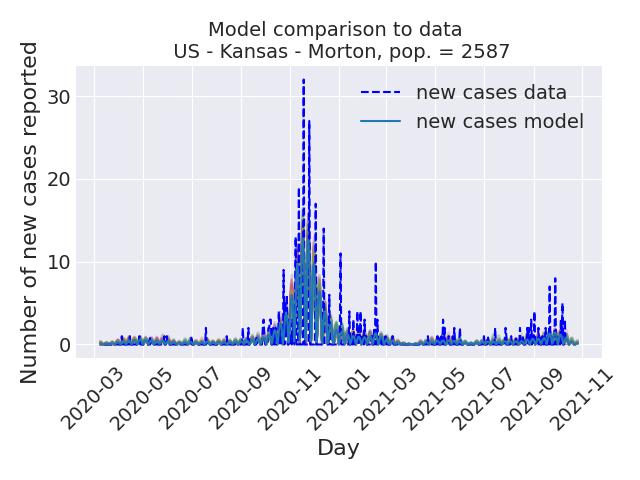 Model comparison to data
US - Kansas - Morton, pop. = 2587
Number of new cases reported
30
20
10
0
new cases data
new cases model
2020-03
2020-05
2020-07
2020-09
2020-11
2021-01
2021-03
2021-05
2021-07
2021-09
2021-11
Day